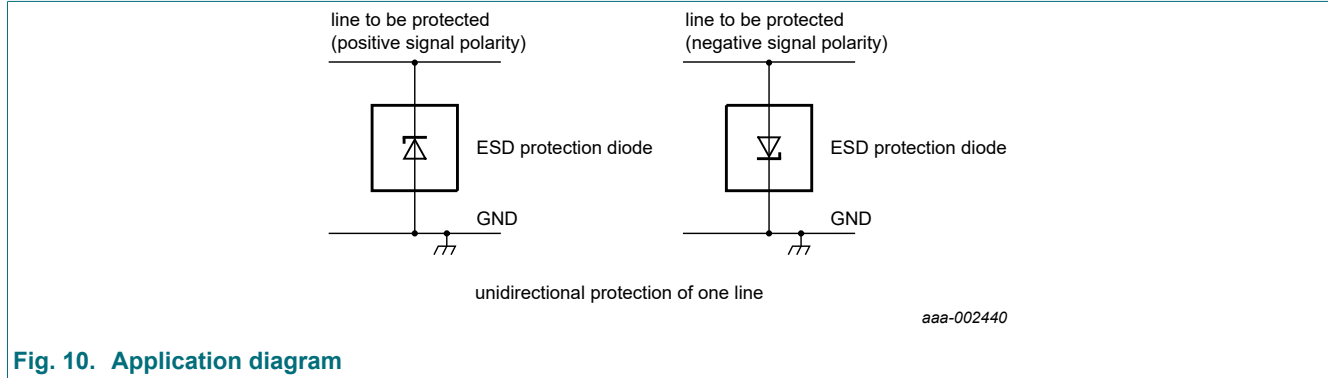 line to be protected
(positive signal polarity)
line to be protected
(negative signal polarity)
ESD protection diode
ESD protection diode
GND
GND
unidirectional protection of one line
aaa-002440
Fig. 10. Application diagram